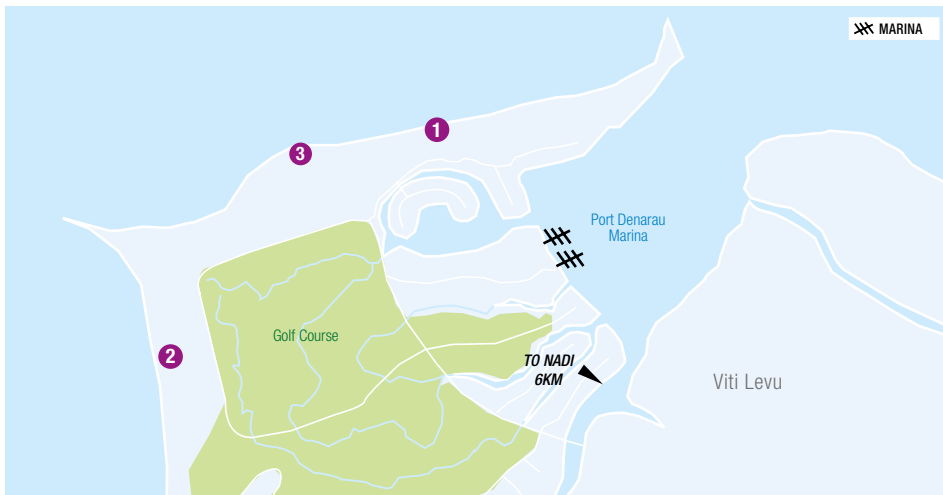 MARINA
1
3
Port Denarau
Marina
Golf Course
2
TO NADI
6KM
Viti Levu